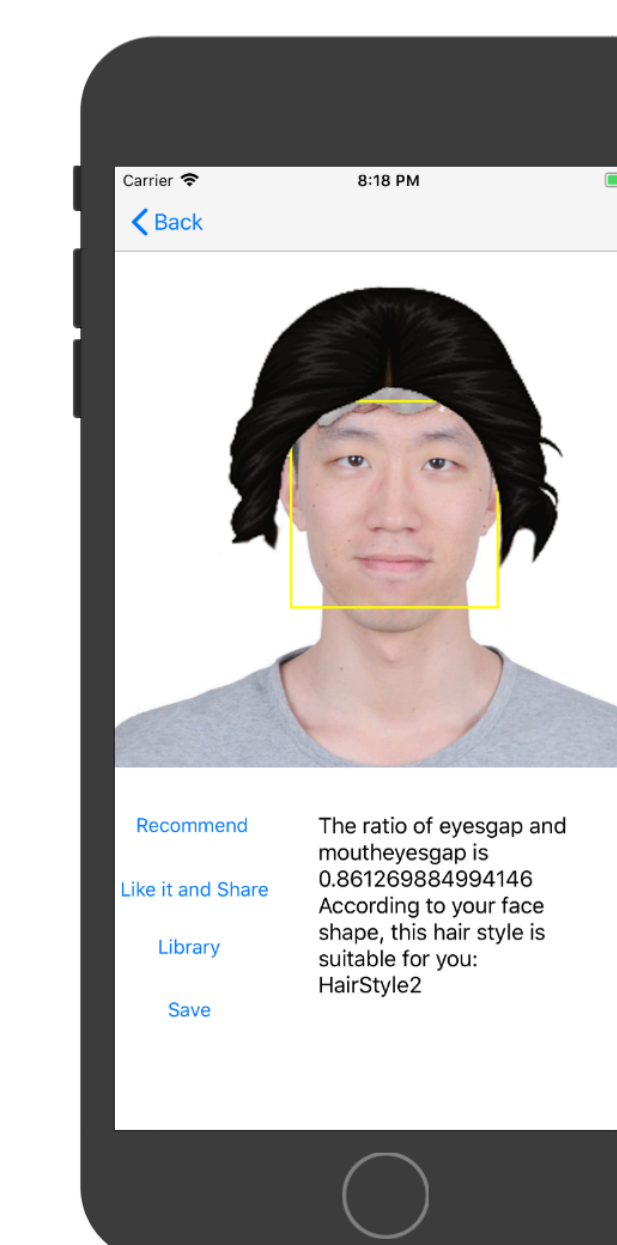 Carrier
8:18 PM
Back
Recommend
Like it and Share
Library
Save
The ratio of eyesgap and
moutheyesgap is
0.861269884994146
According to your face
shape, this hair style is
suitable for you:
HairStyle2